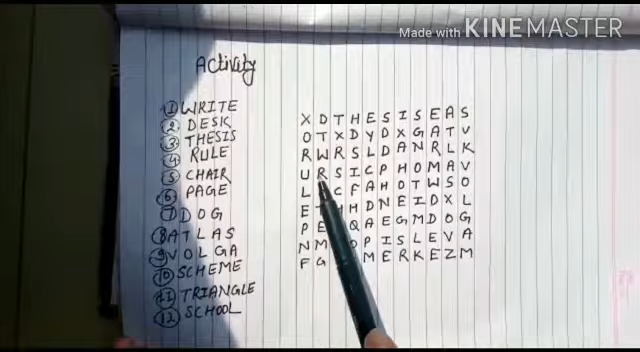 Made with KINEMASTER
Activity
① WRITE
② DESK
③ THESIS
④ RULE
⑤ CHAIR
⑥ PAGE
⑦ DOG
⑧ ATLAS
⑨ VOLGA
⑩ SCHEME
⑪ TRIANGLE
⑫ SCHOOL
X D T H E S I S E A S
O T X D Y D X G A T V
R W R S L D A N R L K
U R S I C P H O M A V
L C F A H O T W S O
E H D N E I D X L
P E Q A E G M D O G
N M P I S L E V A
F G M E R K E Z M